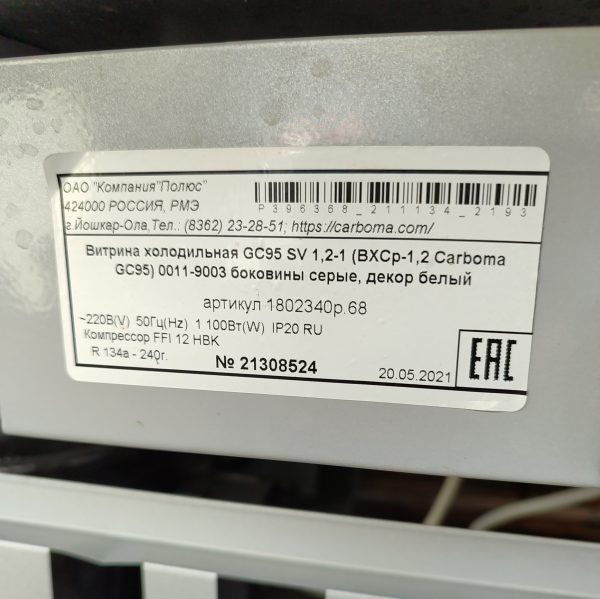 ОАО "Компания"Полюс"
424000 РОССИЯ, РМЭ
P396368_211134_2193
г.Йошкар-Ола,Тел.: (8362) 23-28-51; https://carboma.com/
Витрина холодильная GC95 SV 1,2-1 (ВХСр-1,2 Carboma
GC95) 0011-9003 боковины серые, декор белый
артикул 1802340р.68
~220В(V) 50Гц(Hz) 1 100Вт(W) IP20 RU
Компрессор FFI 12 HBK
R 134a - 240г.
№ 21308524
20.05.2021
EAC